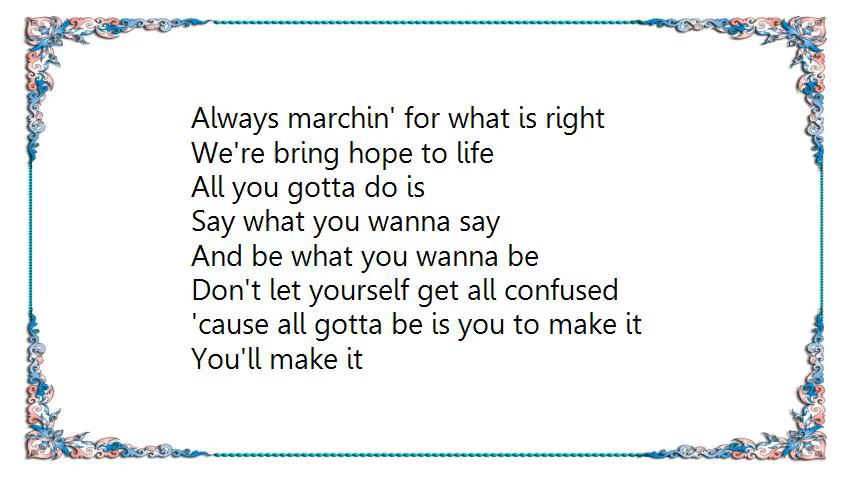 Always marchin' for what is right
We're bring hope to life
All you gotta do is
Say what you wanna say
And be what you wanna be
Don't let yourself get all confused
'cause all gotta be is you to make it
You'll make it